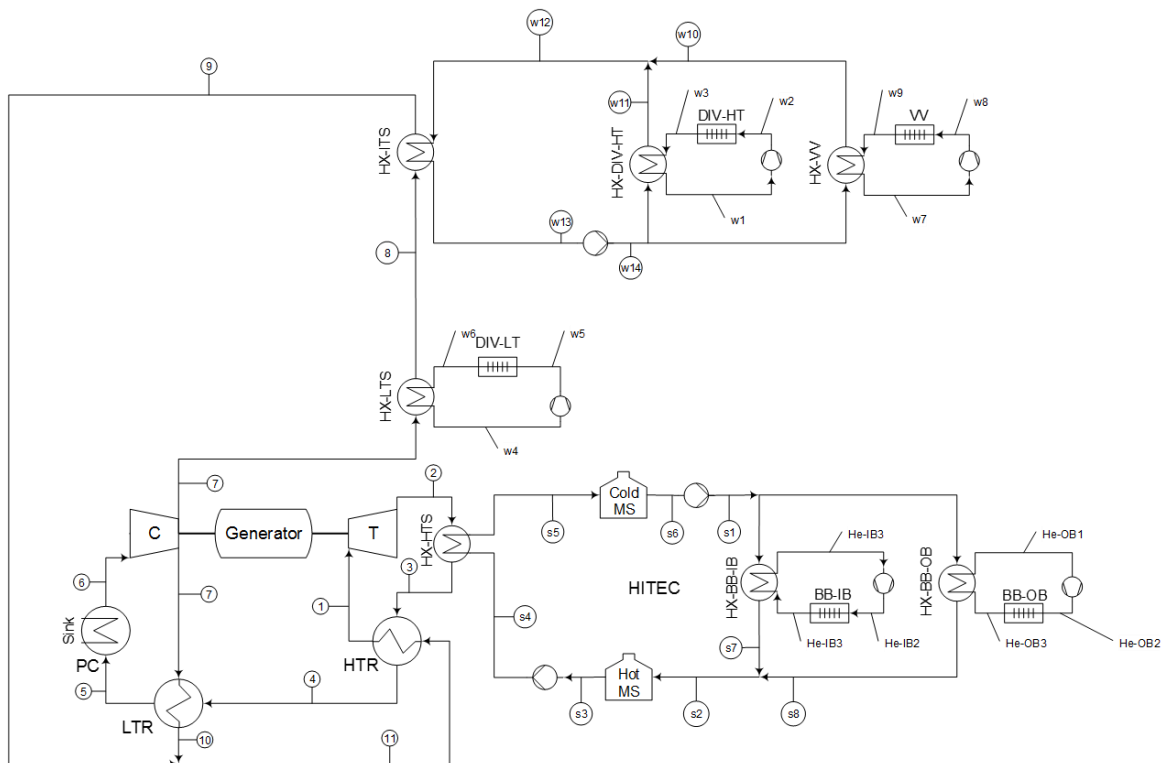 w12
w10
9
w3
DIV-HT
w2
w9
VV
w8
w11
HX-ITS
HX-DIV-HT
HX-VV
w1
w7
w13
w14
8
w6
DIV-LT
w5
HX-LTS
w4
2
7
Cold
MS
s5
s6
s1
C
Generator
T
HX-HTS
He-IB3
He-OB1
3
6
HX-BB-IB
HX-BB-OB
HITEC
7
1
BB-IB
BB-OB
s4
Sink
He-IB3
He-IB2
He-OB3
He-OB2
s7
PC
HTR
5
4
Hot
MS
s3
s2
s8
LTR
10
11